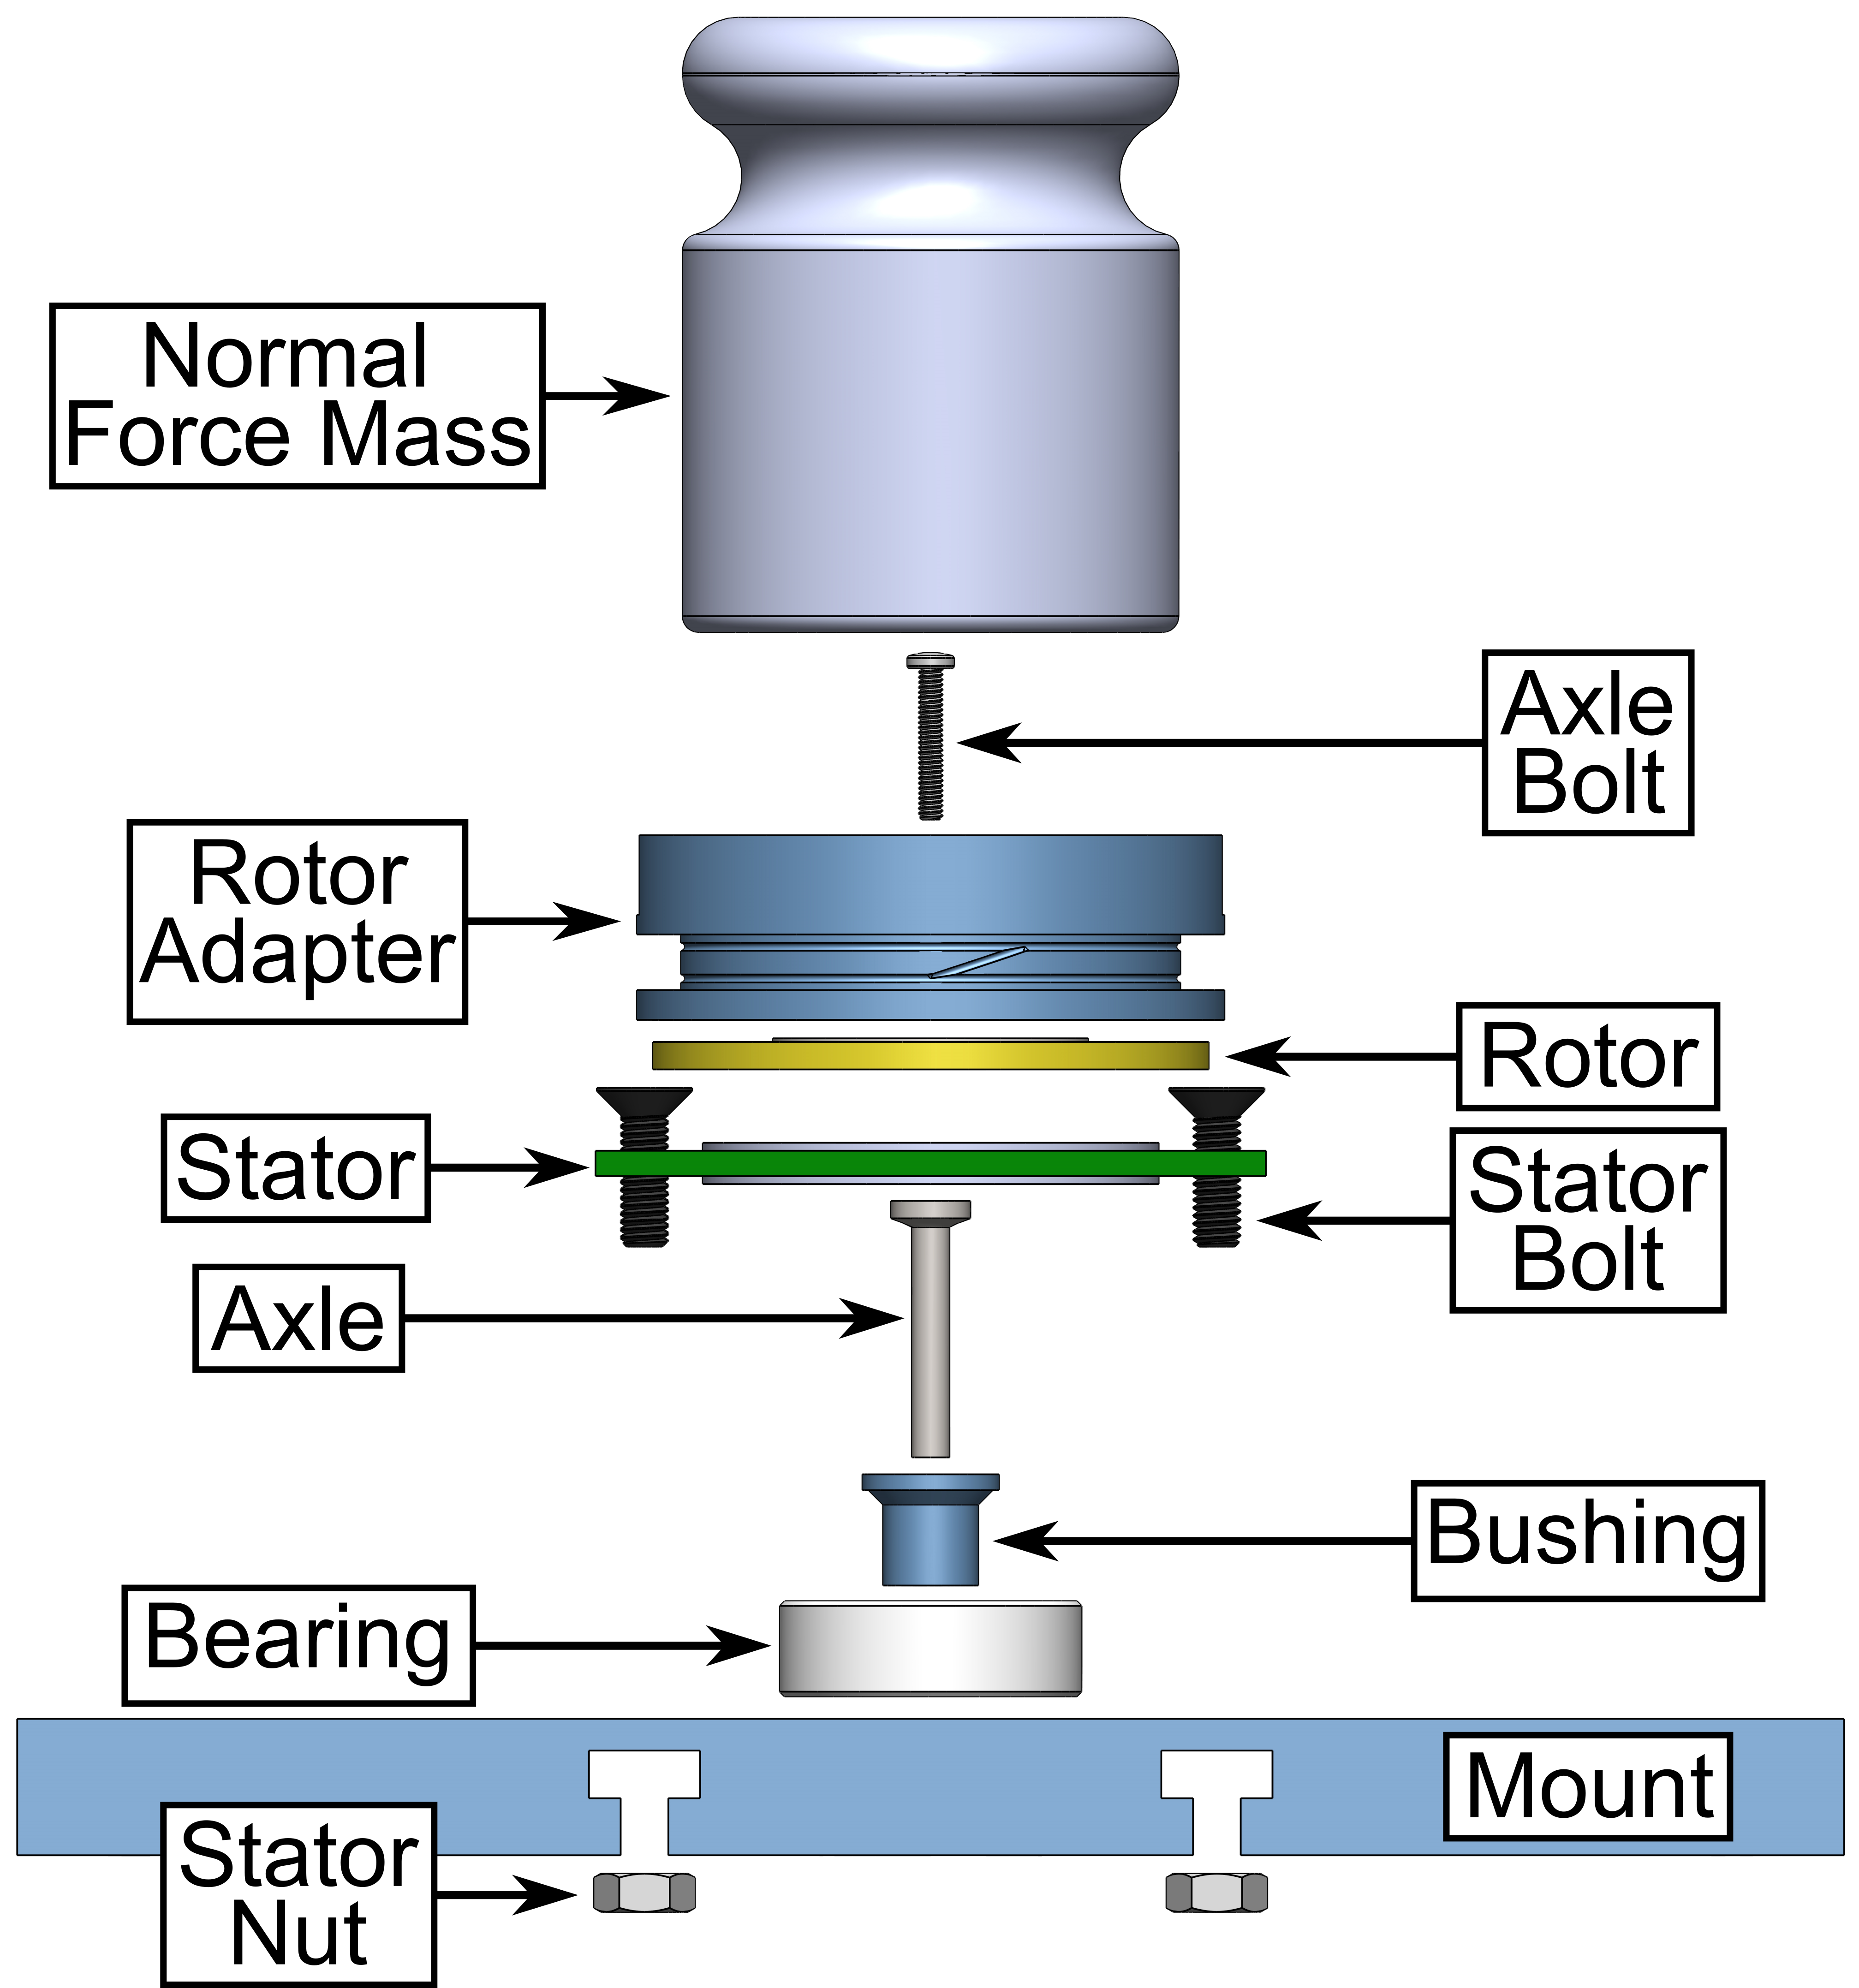 Normal
Force Mass
Axle
Bolt
Rotor
Adapter
Rotor
Stator
Stator
Bolt
Axle
Bushing
Bearing
Mount
Stator
Nut